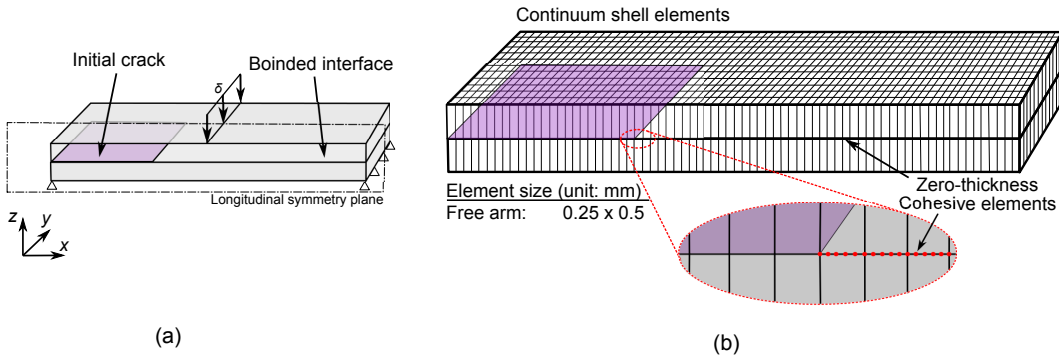 Initial crack
Boinded interface
δ
Longitudinal symmetry plane
z
y
x
(a)
Continuum shell elements
Element size (unit: mm)
Free arm: 0.25 x 0.5
Zero-thickness
Cohesive elements
(b)